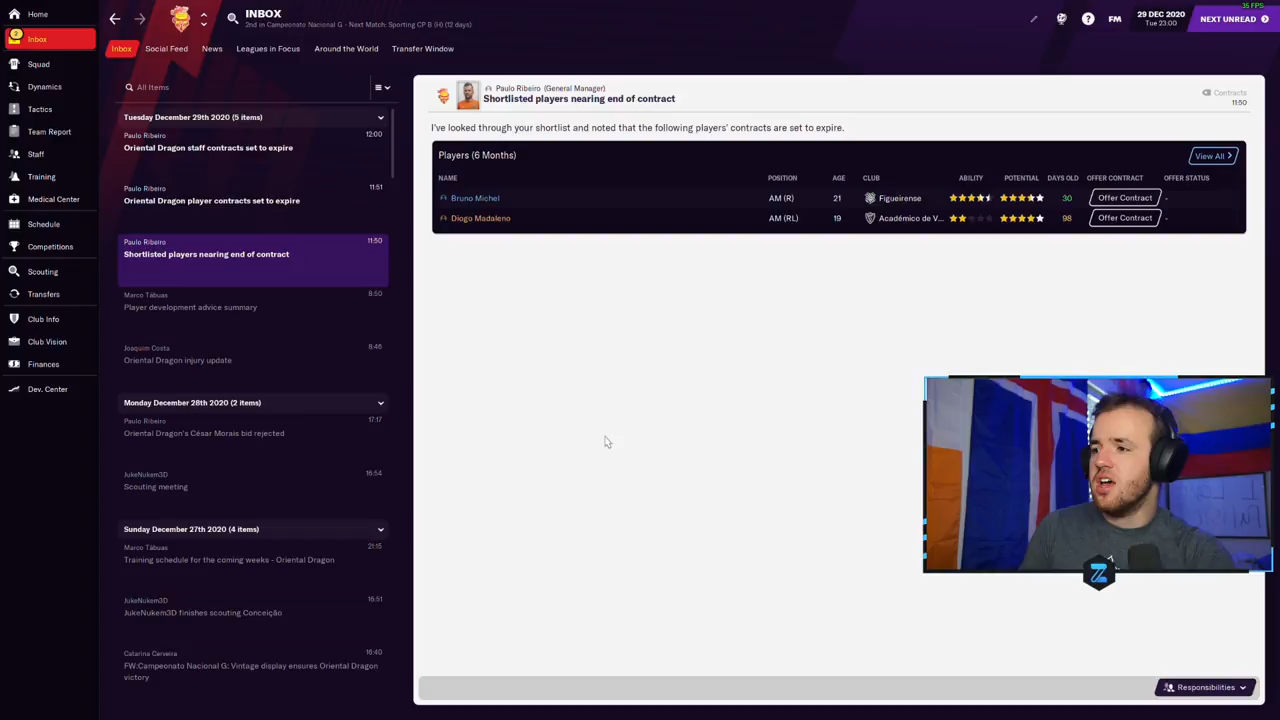 35 FPS
Home
2
Inbox
Squad
Dynamics
Tactics
Team Report
Staff
Training
Medical Center
Schedule
Competitions
Scouting
Transfers
Club Info
Club Vision
Finances
Dev. Center
INBOX
2nd in Campeonato Nacional G - Next Match: Sporting CP B (H) (12 days)
FM
29 DEC 2020
Tue 23:00
NEXT UNREAD
Inbox Social Feed News Leagues in Focus Around the World Transfer Window
All Items
Tuesday December 29th 2020 (5 items)
Paulo Ribeiro 12:00
Oriental Dragon staff contracts set to expire
Paulo Ribeiro 11:51
Oriental Dragon player contracts set to expire
Paulo Ribeiro 11:50
Shortlisted players nearing end of contract
Marco Tábuas 8:50
Player development advice summary
Joaquim Costa 8:46
Oriental Dragon injury update
Monday December 28th 2020 (2 items)
Paulo Ribeiro 17:17
Oriental Dragon's César Morais bid rejected
JukeNukem3D 16:54
Scouting meeting
Sunday December 27th 2020 (4 items)
Marco Tábuas 21:15
Training schedule for the coming weeks - Oriental Dragon
JukeNukem3D 16:51
JukeNukem3D finishes scouting Conceição
Catarina Cerveira 16:40
FW:Campeonato Nacional G: Vintage display ensures Oriental Dragon
victory
Paulo Ribeiro (General Manager)
Shortlisted players nearing end of contract
Contracts
11:50
I've looked through your shortlist and noted that the following players' contracts are set to expire.
Players (6 Months)
View All
NAME POSITION AGE CLUB ABILITY POTENTIAL DAYS OLD OFFER CONTRACT OFFER STATUS
Bruno Michel AM (R) 21 Figueirense 30 Offer Contract -
Diogo Madaleno AM (RL) 19 Académico de V... 98 Offer Contract -
Z
Responsibilities